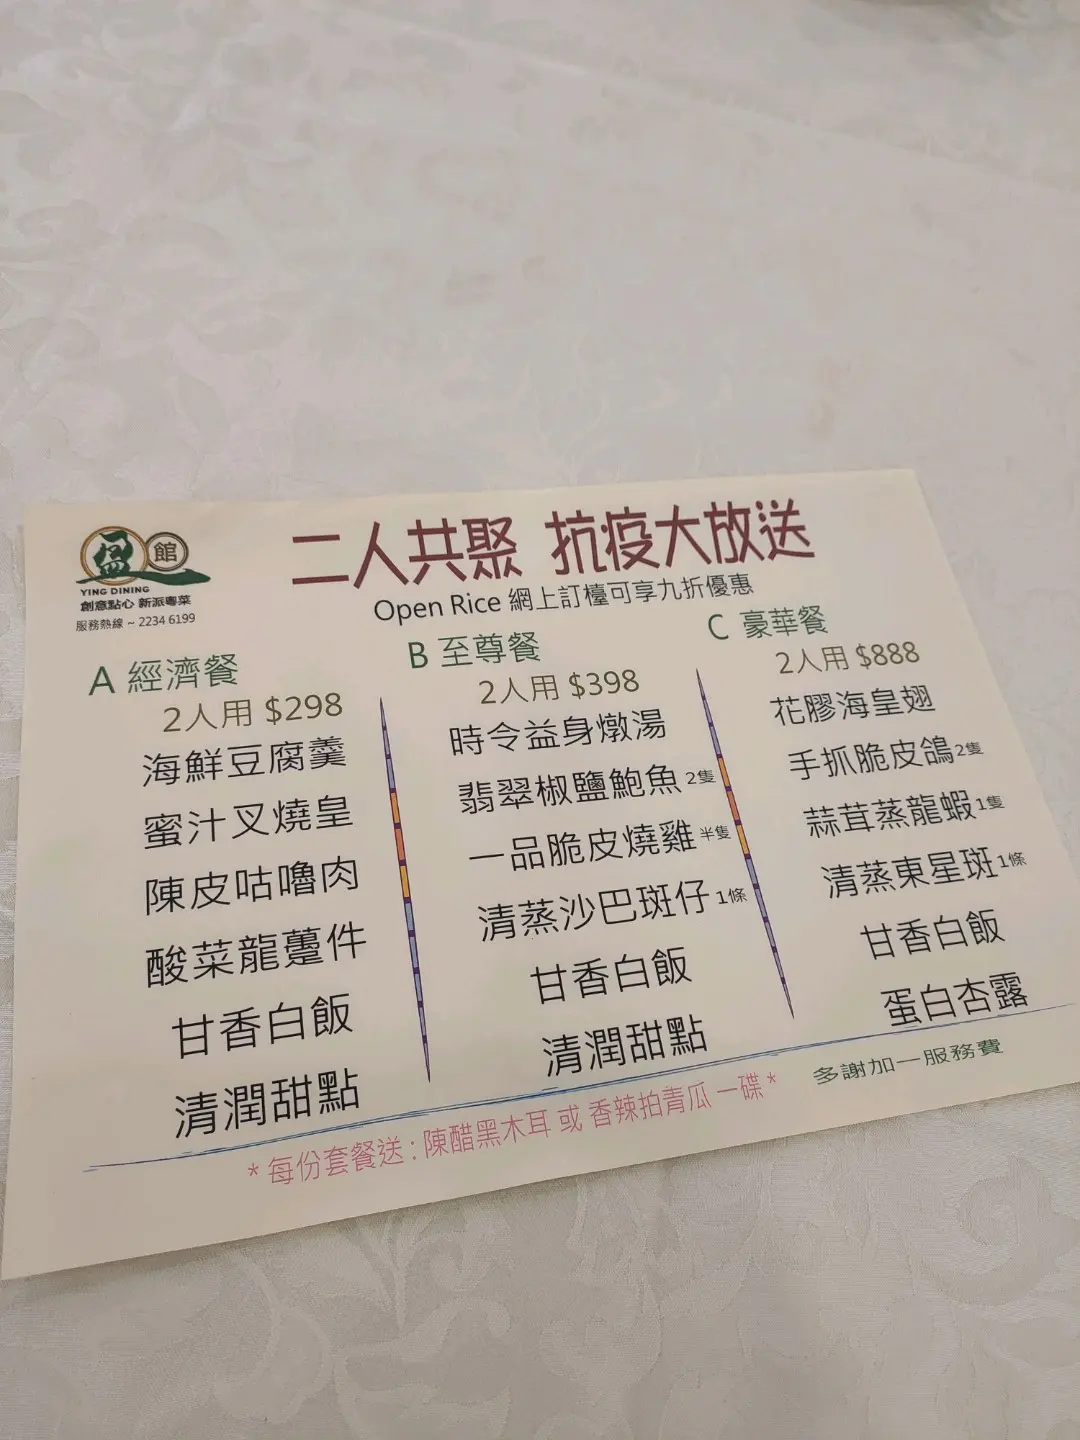 盈館
YING DINING
創意點心 新派粵菜
服務熱線 ~ 2234 6199
二人共聚 抗疫大放送
Open Rice 網上訂檯可享九折優惠
A 經濟餐
2人用 $298
海鮮豆腐羹
蜜汁叉燒皇
陳皮咕嚕肉
酸菜龍躉件
甘香白飯
清潤甜點
B 至尊餐
2人用 $398
時令益身燉湯
翡翠椒鹽鮑魚 2隻
一品脆皮燒雞 半隻
清蒸沙巴斑仔 1條
甘香白飯
清潤甜點
C 豪華餐
2人用 $888
花膠海皇翅
手抓脆皮鴿 2隻
蒜茸蒸龍蝦 1隻
清蒸東星斑 1條
甘香白飯
蛋白杏露
多謝加一服務費
* 每份套餐送 : 陳醋黑木耳 或 香辣拍青瓜 一碟 *